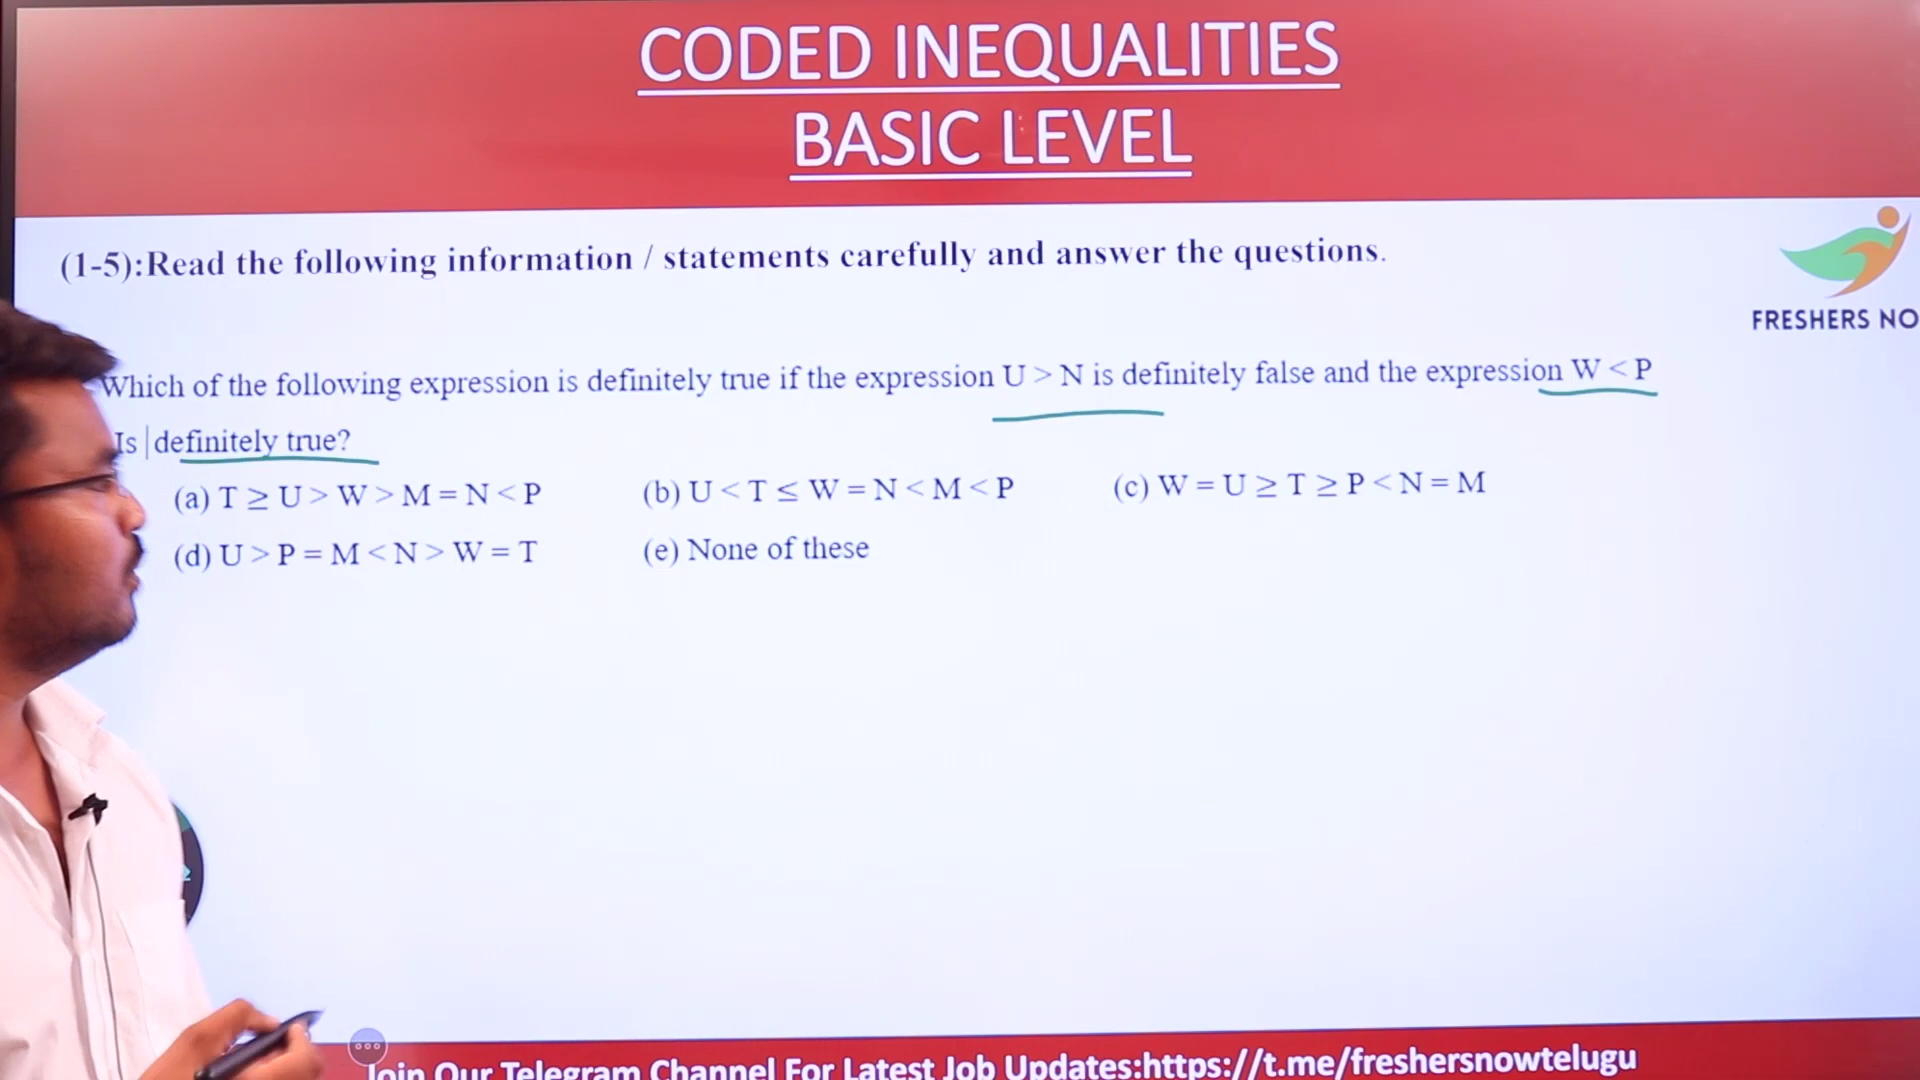 CODED INEQUALITIES
BASIC LEVEL
(1-5):Read the following information / statements carefully and answer the questions.
FRESHERS NO
Which of the following expression is definitely true if the expression U > N is definitely false and the expression W < P
Is definitely true?
(a) T ≥ U > W > M = N < P (b) U < T ≤ W = N < M < P (c) W = U ≥ T ≥ P < N = M
(d) U > P = M < N > W = T (e) None of these
Join Our Telegram Channel For Latest Job Updates:https://t.me/freshersnowtelugu